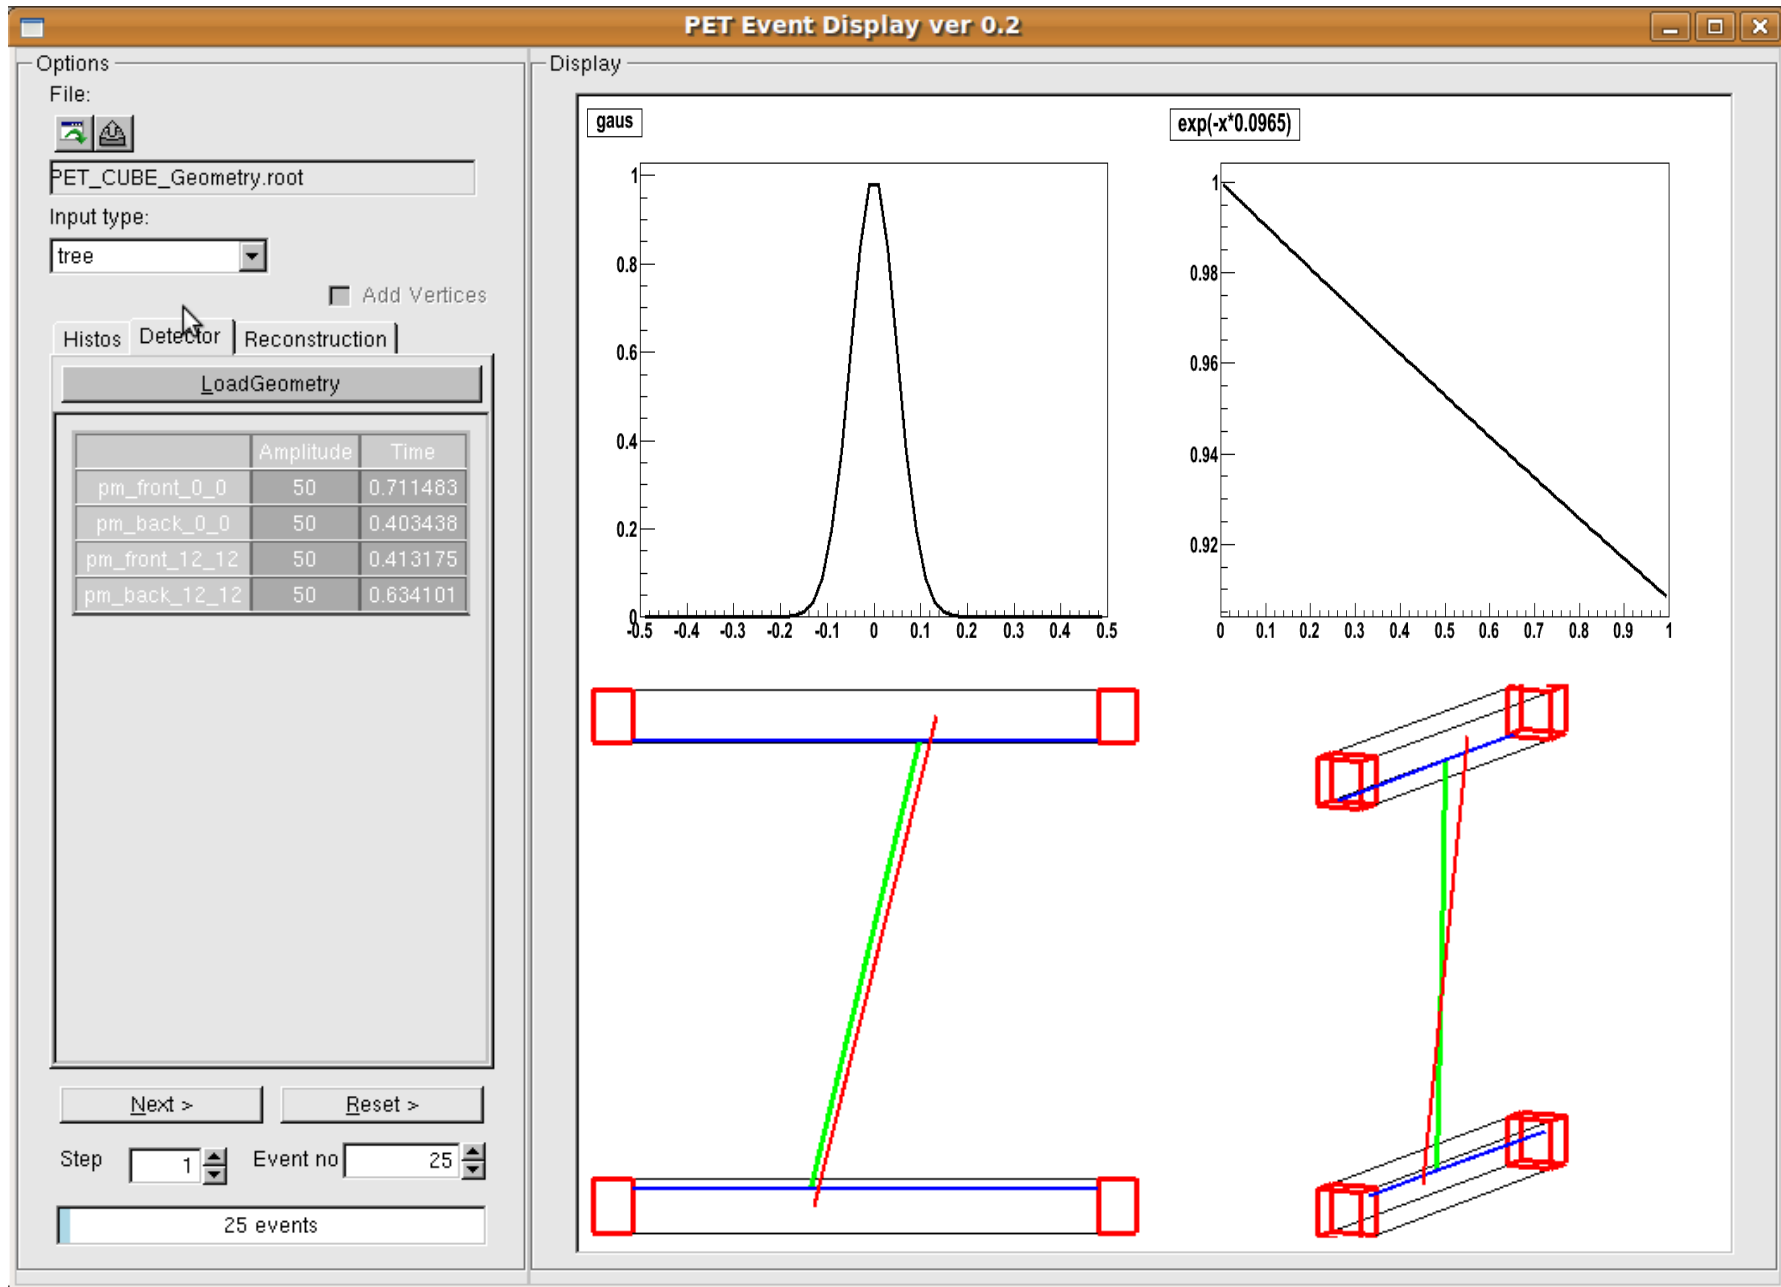 PET Event Display ver 0.2
Options
File:
PET_CUBE_Geometry.root
Input type:
tree
Add Vertices
Histos Detector Reconstruction
LoadGeometry
Amplitude Time
pm_front_0_0 50 0.711483
pm_back_0_0 50 0.403438
pm_front_12_12 50 0.413175
pm_back_12_12 50 0.634101
Next > Reset >
Step 1 Event no 25
25 events
Display
gaus
1
0.8
0.6
0.4
0.2
0
-0.5 -0.4 -0.3 -0.2 -0.1 0 0.1 0.2 0.3 0.4 0.5
exp(-x*0.0965)
1
0.98
0.96
0.94
0.92
0 0.1 0.2 0.3 0.4 0.5 0.6 0.7 0.8 0.9 1